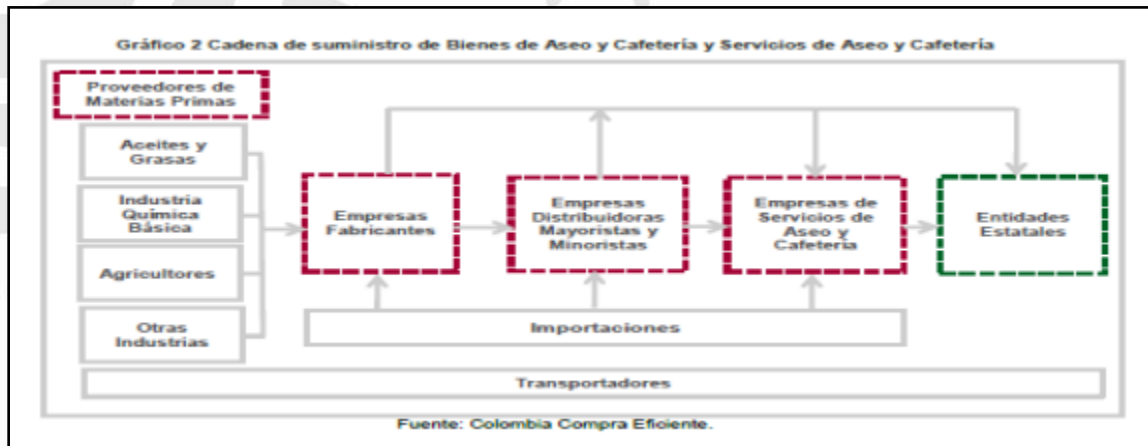 Gráfico 2 Cadena de suministro de Bienes de Aseo y Cafetería y Servicios de Aseo y Cafetería
Proveedores de
Materias Primas
Aceites y
Grasas
Industria
Química
Básica
Agricultores
Otras
Industrias
Empresas
Fabricantes
Empresas
Distribuidoras
Mayoristas y
Minoristas
Empresas de
Servicios de
Aseo y
Cafetería
Entidades
Estatales
Importaciones
Transportadores
Fuente: Colombia Compra Eficiente.